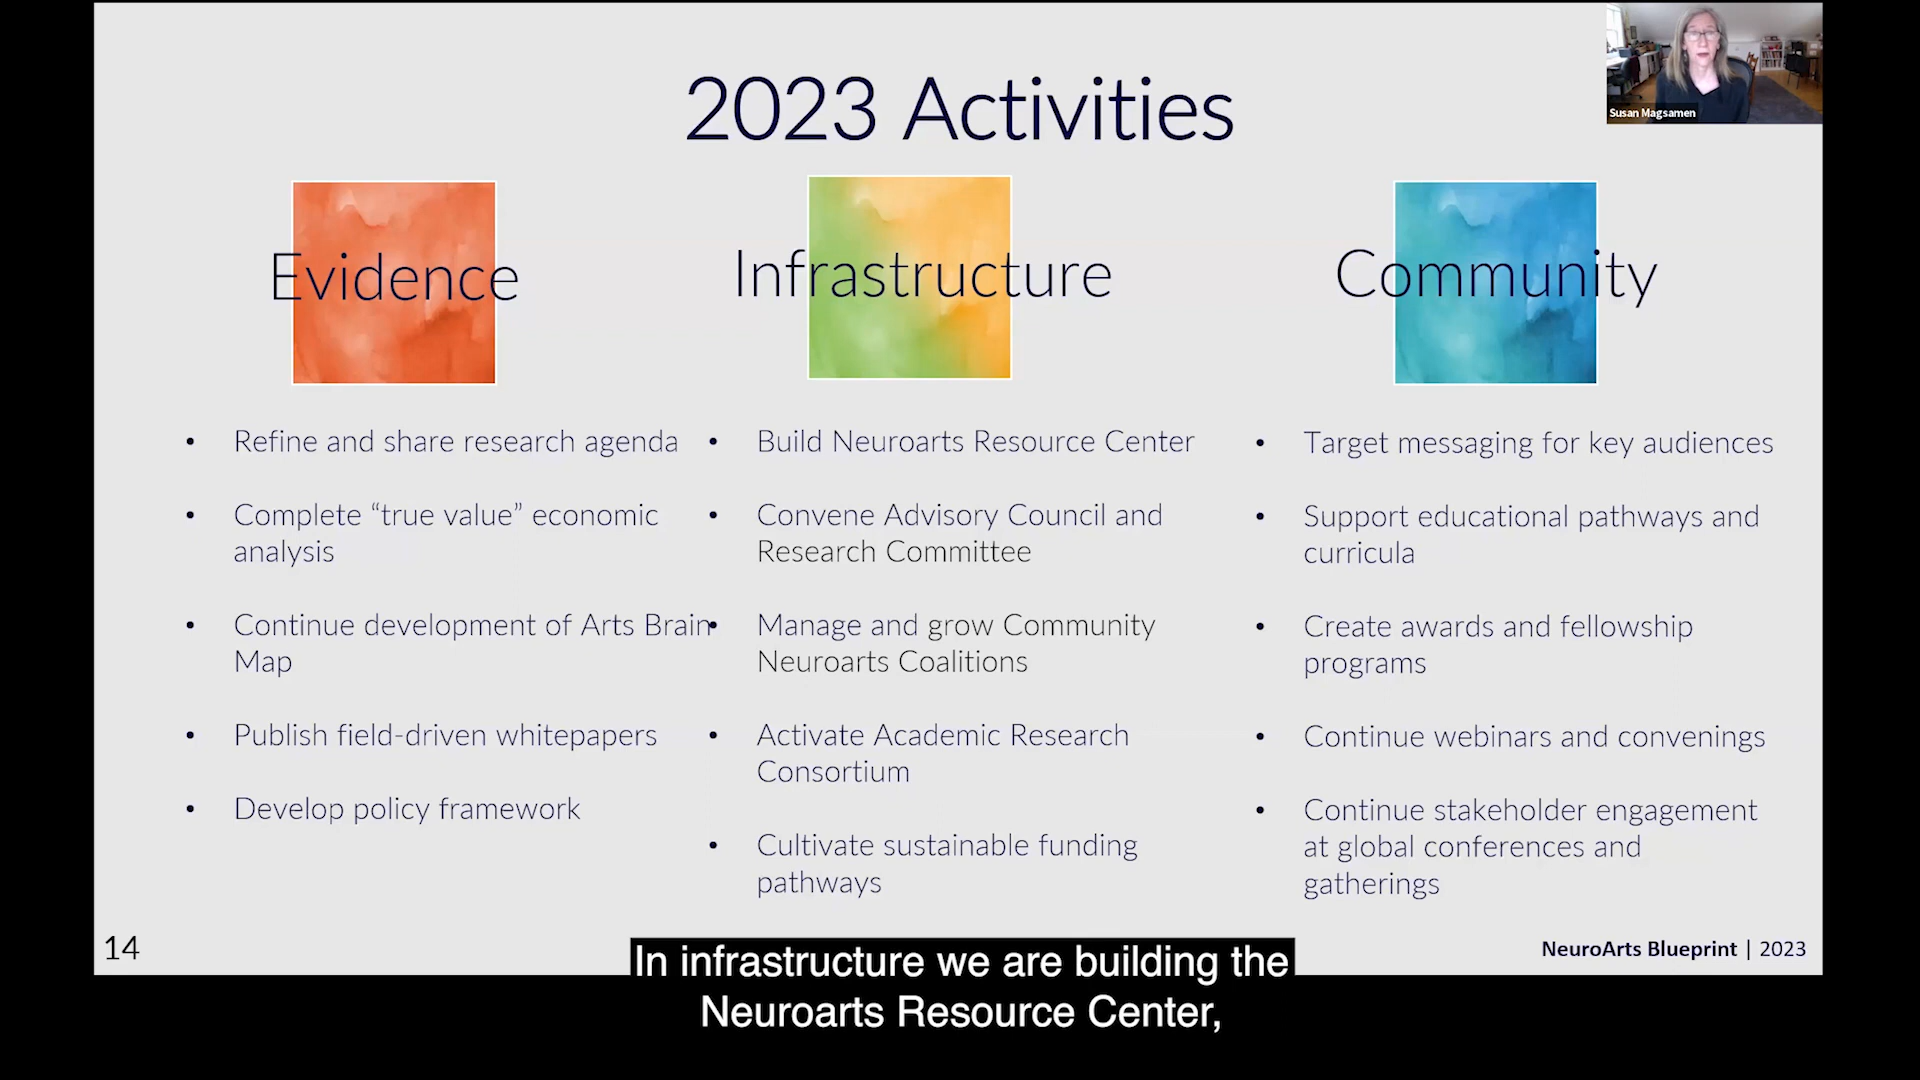 2023 Activities
Susan Magsamen
Evidence
• Refine and share research agenda
• Complete “true value” economic
analysis
• Continue development of Arts Brain
Map
• Publish field-driven whitepapers
• Develop policy framework
Infrastructure
• Build Neuroarts Resource Center
• Convene Advisory Council and
Research Committee
• Manage and grow Community
Neuroarts Coalitions
• Activate Academic Research
Consortium
• Cultivate sustainable funding
pathways
Community
• Target messaging for key audiences
• Support educational pathways and
curricula
• Create awards and fellowship
programs
• Continue webinars and convenings
• Continue stakeholder engagement
at global conferences and
gatherings
14
NeuroArts Blueprint | 2023
In infrastructure we are building the
Neuroarts Resource Center,